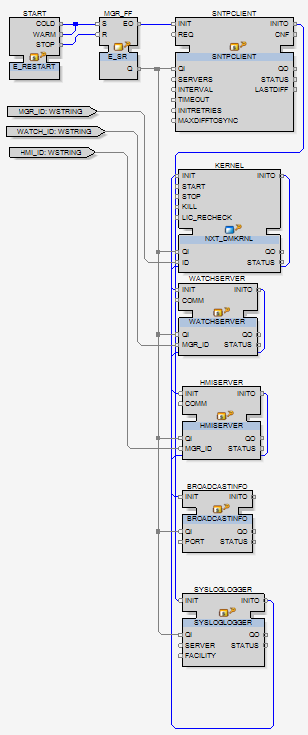 START
COLD
WARM
STOP
E_RESTART
MGR_FF
S EO
R
E_SR
Q
SNTPCLIENT
INIT INITO
REQ CNF
SNTPCLIENT
QI QO
SERVERS STATUS
INTERVAL LASTDIFF
TIMEOUT
INITRETRIES
MAXDIFFTOSYNC
MGR_ID: WSTRING
WATCH_ID: WSTRING
HMI_ID: WSTRING
KERNEL
INIT INITO
START
STOP
KILL
LIC_RECHECK
NXT_DMKRNL
QI QO
ID STATUS
WATCHSERVER
INIT INITO
COMM
WATCHSERVER
QI QO
MGR_ID STATUS
HMISERVER
INIT INITO
COMM
HMISERVER
QI QO
MGR_ID STATUS
BROADCASTINFO
INIT INITO
BROADCASTINFO
QI QO
PORT STATUS
SYSLOGLOGGER
INIT INITO
SYSLOGLOGGER
QI QO
SERVER STATUS
FACILITY